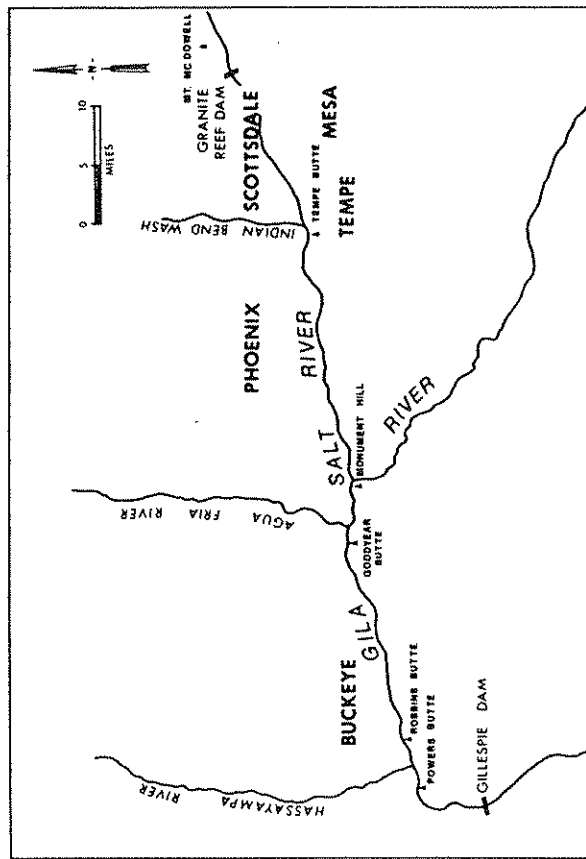 MT. MC DOWELL
GRANITE
REEF DAM
-N-
0 5 10
MILES
SCOTTSDALE
MESA
TEMPE BUTTE
TEMPE
INDIAN BEND WASH
PHOENIX
SALT RIVER
MONUMENT HILL
RIVER
AGUA FRIA RIVER
GOODYEAR
BUTTE
GILA
BUCKEYE
ROBBINS BUTTE
POWERS BUTTE
GILLESPIE DAM
HASSAYAMPA RIVER